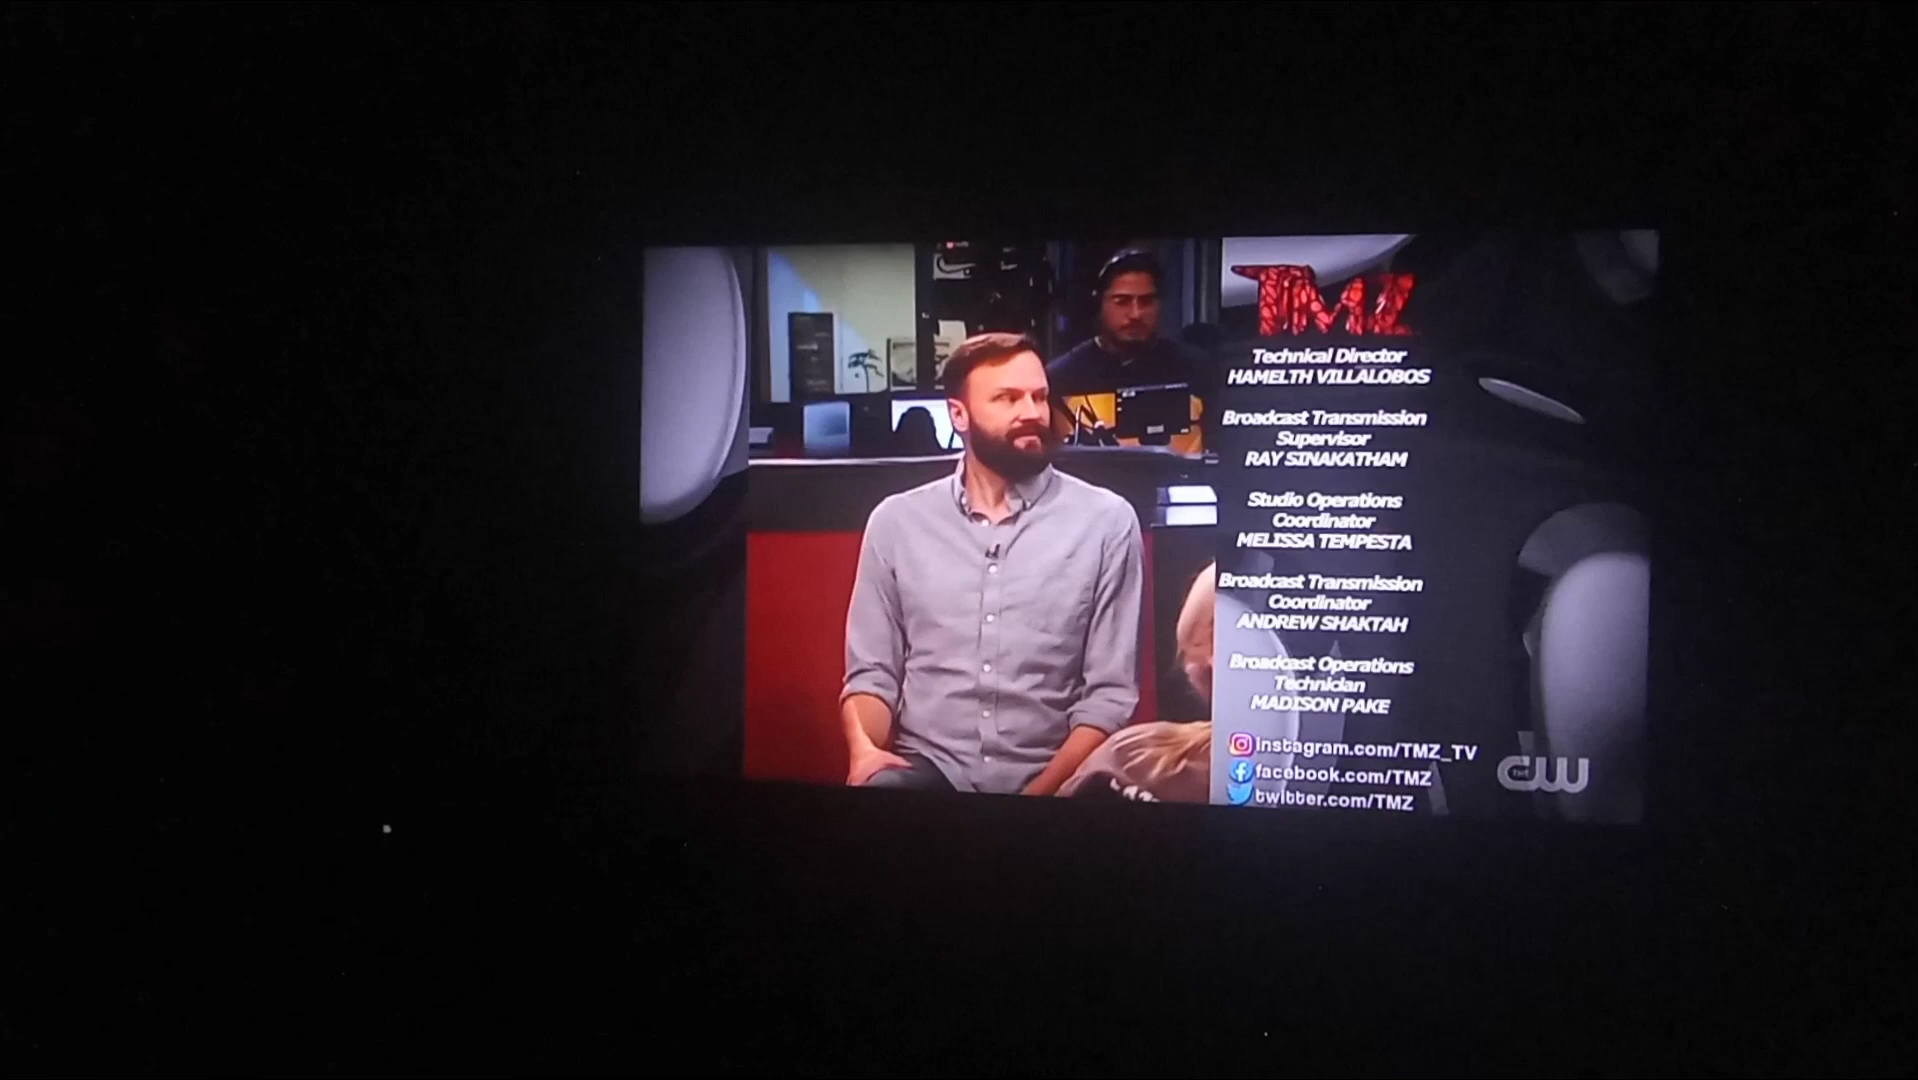 TMZ
Technical Director
HAMELTH VILLALOBOS
Broadcast Transmission
Supervisor
RAY SINAKATHAM
Studio Operations
Coordinator
MELISSA TEMPESTA
Broadcast Transmission
Coordinator
ANDREW SHAKTAH
Broadcast Operations
Technician
MADISON PAKE
instagram.com/TMZ_TV
facebook.com/TMZ
twitter.com/TMZ
THE CW